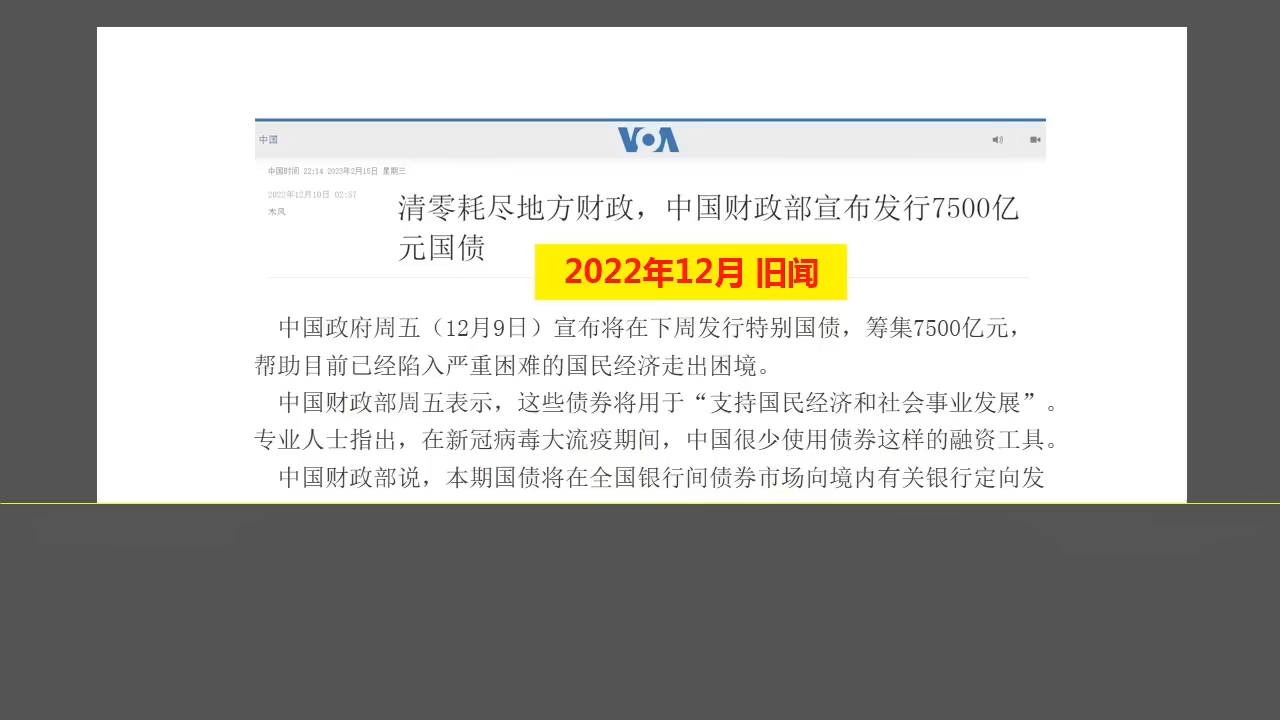 中国
VOA
中国时间 22:14 2023年2月15日 星期三
2022年12月10日 02:57
木风
清零耗尽地方财政，中国财政部宣布发行7500亿
元国债
2022年12月 旧闻
中国政府周五（12月9日）宣布将在下周发行特别国债，筹集7500亿元，
帮助目前已经陷入严重困难的国民经济走出困境。
中国财政部周五表示，这些债券将用于“支持国民经济和社会事业发展”。
专业人士指出，在新冠病毒大流疫期间，中国很少使用债券这样的融资工具。
中国财政部说，本期国债将在全国银行间债券市场向境内有关银行定向发